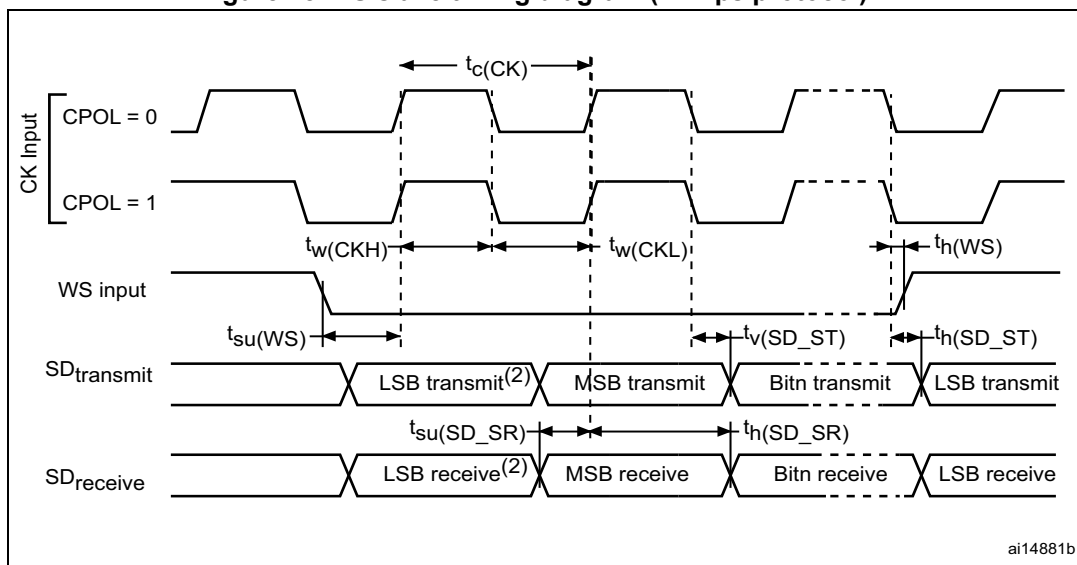 tc(CK)
CK Input
CPOL = 0
CPOL = 1
tw(CKH)
tw(CKL)
th(WS)
WS input
tsu(WS)
tv(SD_ST)
th(SD_ST)
SDtransmit
LSB transmit(2)
MSB transmit
Bitn transmit
LSB transmit
tsu(SD_SR)
th(SD_SR)
SDreceive
LSB receive(2)
MSB receive
Bitn receive
LSB receive
ai14881b